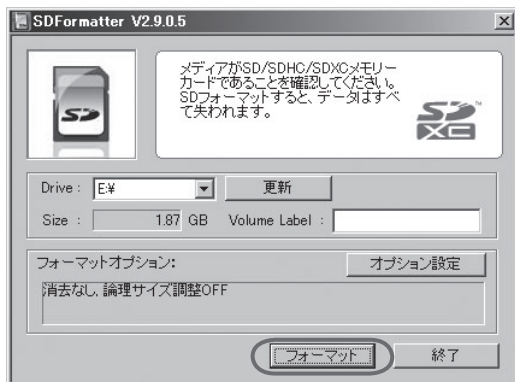 SDFormatter V2.9.0.5
メディアがSD/SDHC/SDXCメモリー
カードであることを確認してください。
SDフォーマットすると、データはすべ
て失われます。
SD
SD
XC
™
Drive : E:¥ 更新
Size : 1.87 GB Volume Label :
フォーマットオプション: オプション設定
消去なし, 論理サイズ調整OFF
フォーマット 終了